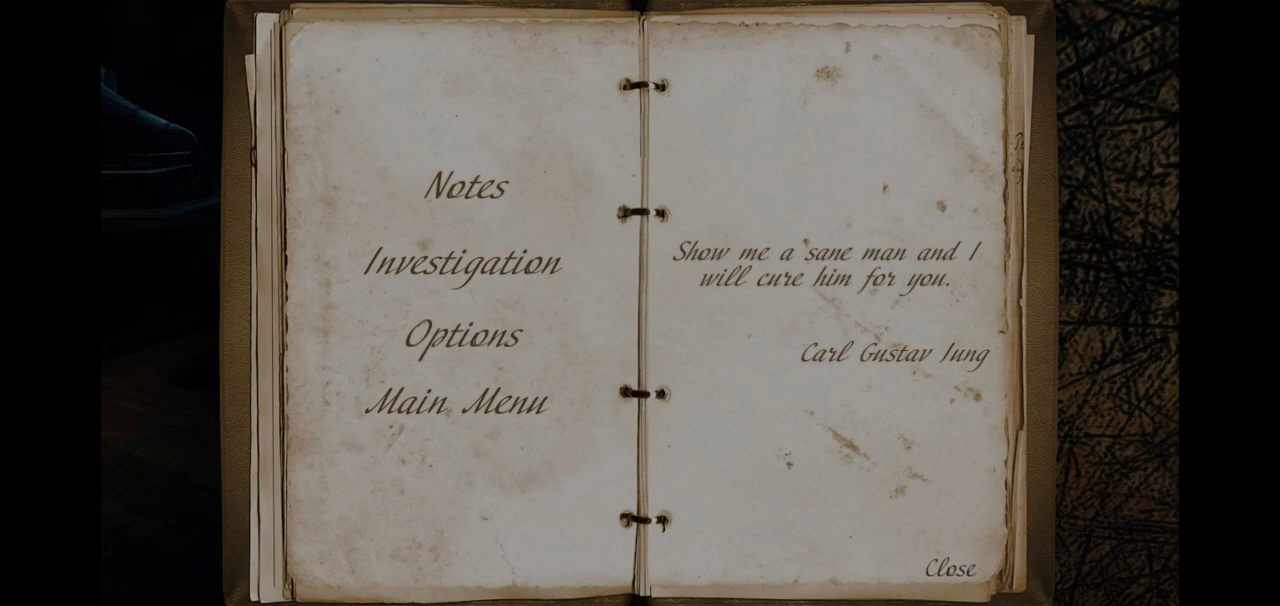 Notes
Investigation
Options
Main Menu
Show me a sane man and I
will cure him for you.
Carl Gustav Jung
Close